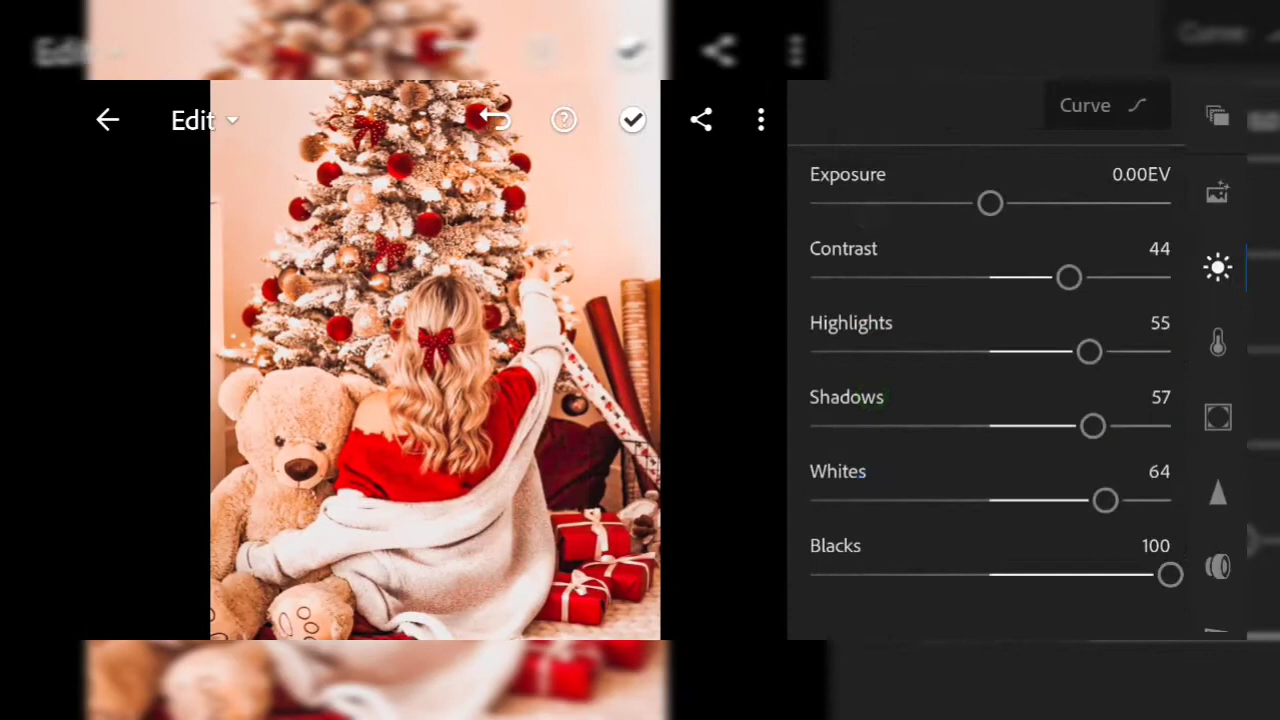 Edit
Curve
Exposure 0.00EV
Contrast 44
Highlights 55
Shadows 57
Whites 64
Blacks 100